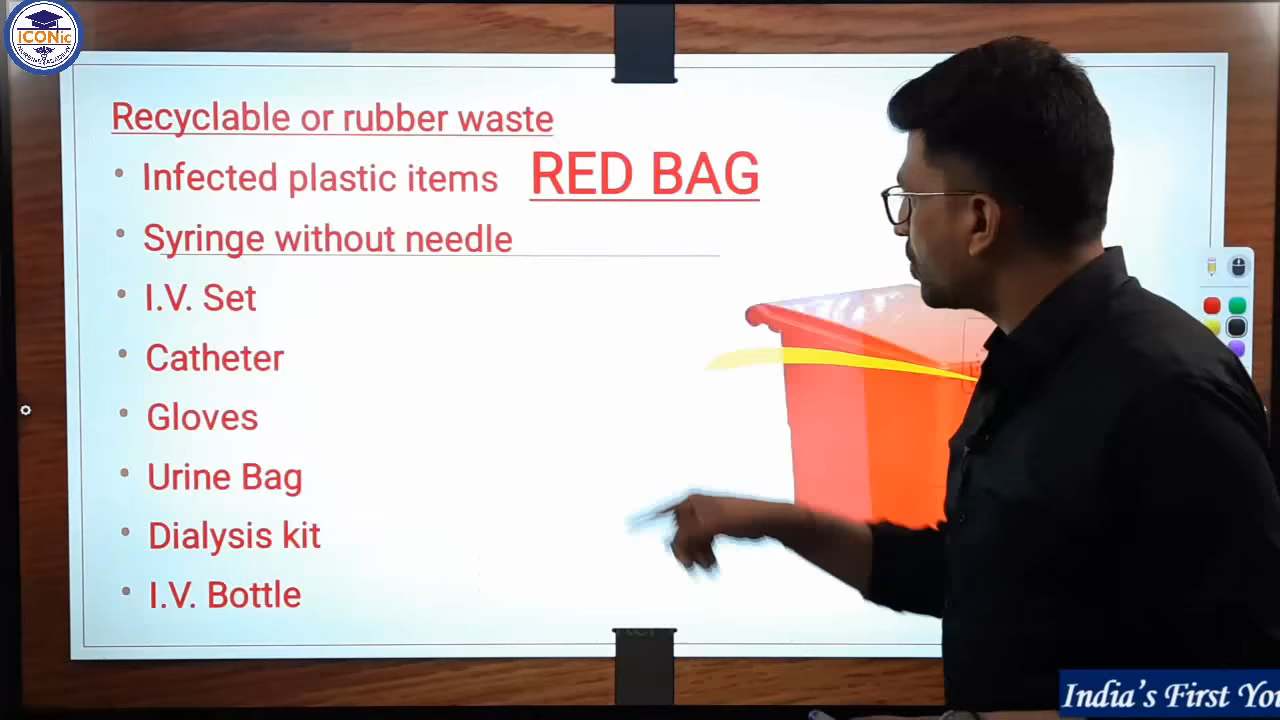 ICONic
Recyclable or rubber waste
• Infected plastic items
RED BAG
• Syringe without needle
• I.V. Set
• Catheter
• Gloves
• Urine Bag
• Dialysis kit
• I.V. Bottle
India's First